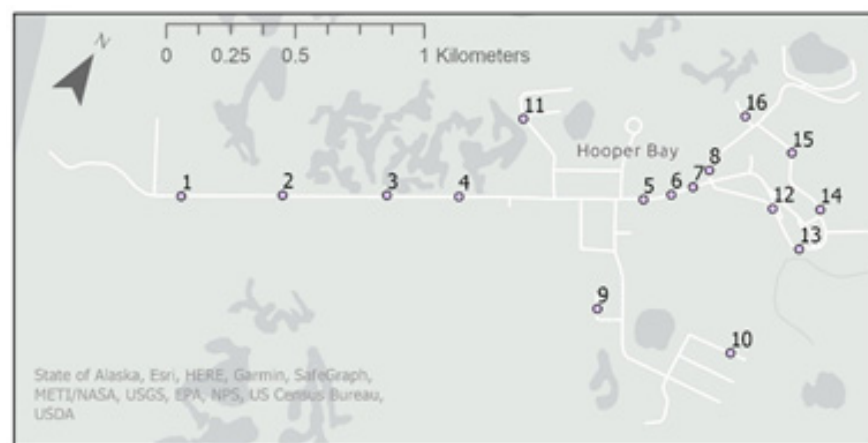 N
0 0.25 0.5 1 Kilometers
11
16
Hooper Bay
15
8
1
2
3
4
5
6
7
12
14
13
9
10
State of Alaska, Esri, HERE, Garmin, SafeGraph,
METI/NASA, USGS, EPA, NPS, US Census Bureau,
USDA